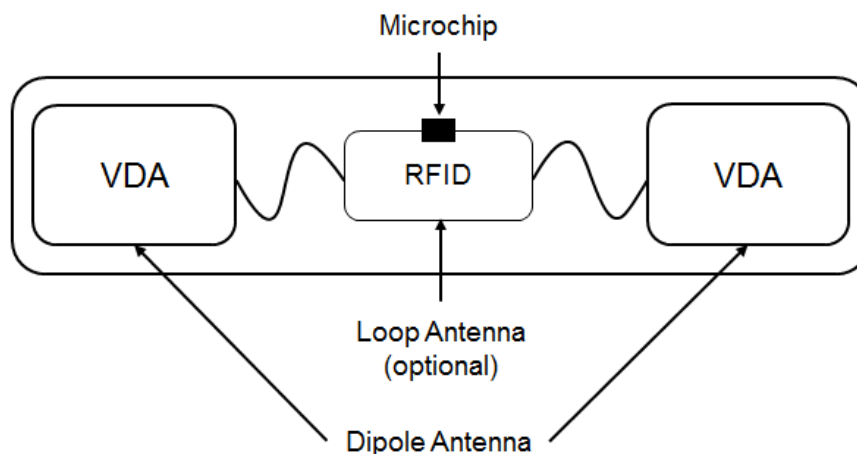 Microchip
VDA
RFID
VDA
Loop Antenna
(optional)
Dipole Antenna